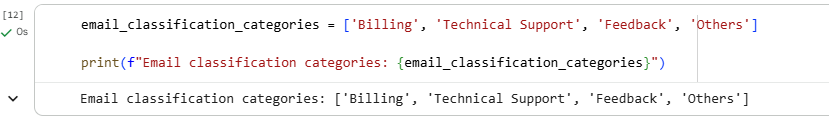 [12]
0s
email_classification_categories = ['Billing', 'Technical Support', 'Feedback', 'Others']
print(f"Email classification categories: {email_classification_categories}")
Email classification categories: ['Billing', 'Technical Support', 'Feedback', 'Others']